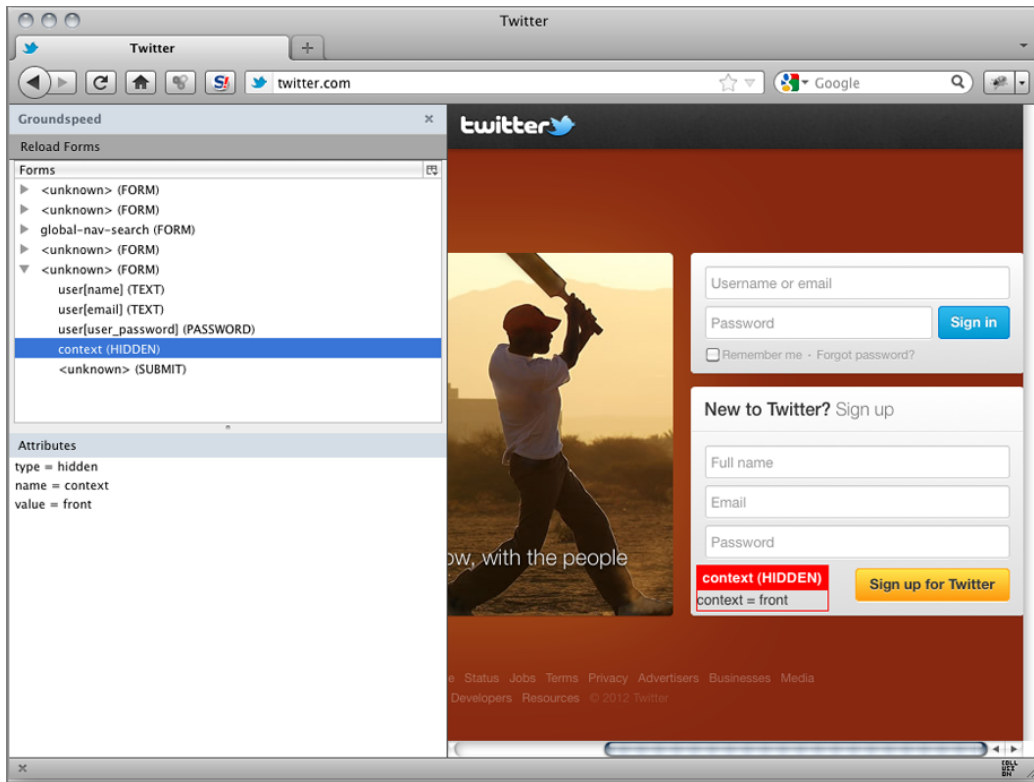 Twitter
Twitter
twitter.com
Google
Groundspeed
Reload Forms
Forms
<unknown> (FORM)
<unknown> (FORM)
global-nav-search (FORM)
<unknown> (FORM)
<unknown> (FORM)
user[name] (TEXT)
user[email] (TEXT)
user[user_password] (PASSWORD)
context (HIDDEN)
<unknown> (SUBMIT)
Attributes
type = hidden
name = context
value = front
twitter
Username or email
Password
Sign in
Remember me · Forgot password?
New to Twitter? Sign up
Full name
Email
Password
context (HIDDEN)
context = front
Sign up for Twitter
with the people
Status Jobs Terms Privacy Advertisers Businesses Media
Developers Resources © 2012 Twitter